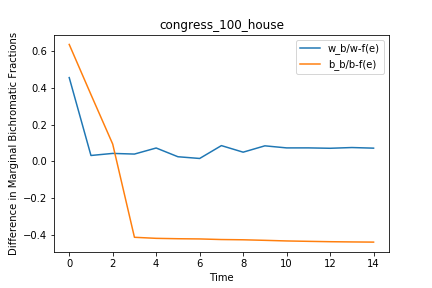 congress_100_house
w_b/w-f(e)
b_b/b-f(e)
Difference in Marginal Bichromatic Fractions
0.6
0.4
0.2
0.0
−0.2
−0.4
0 2 4 6 8 10 12 14
Time